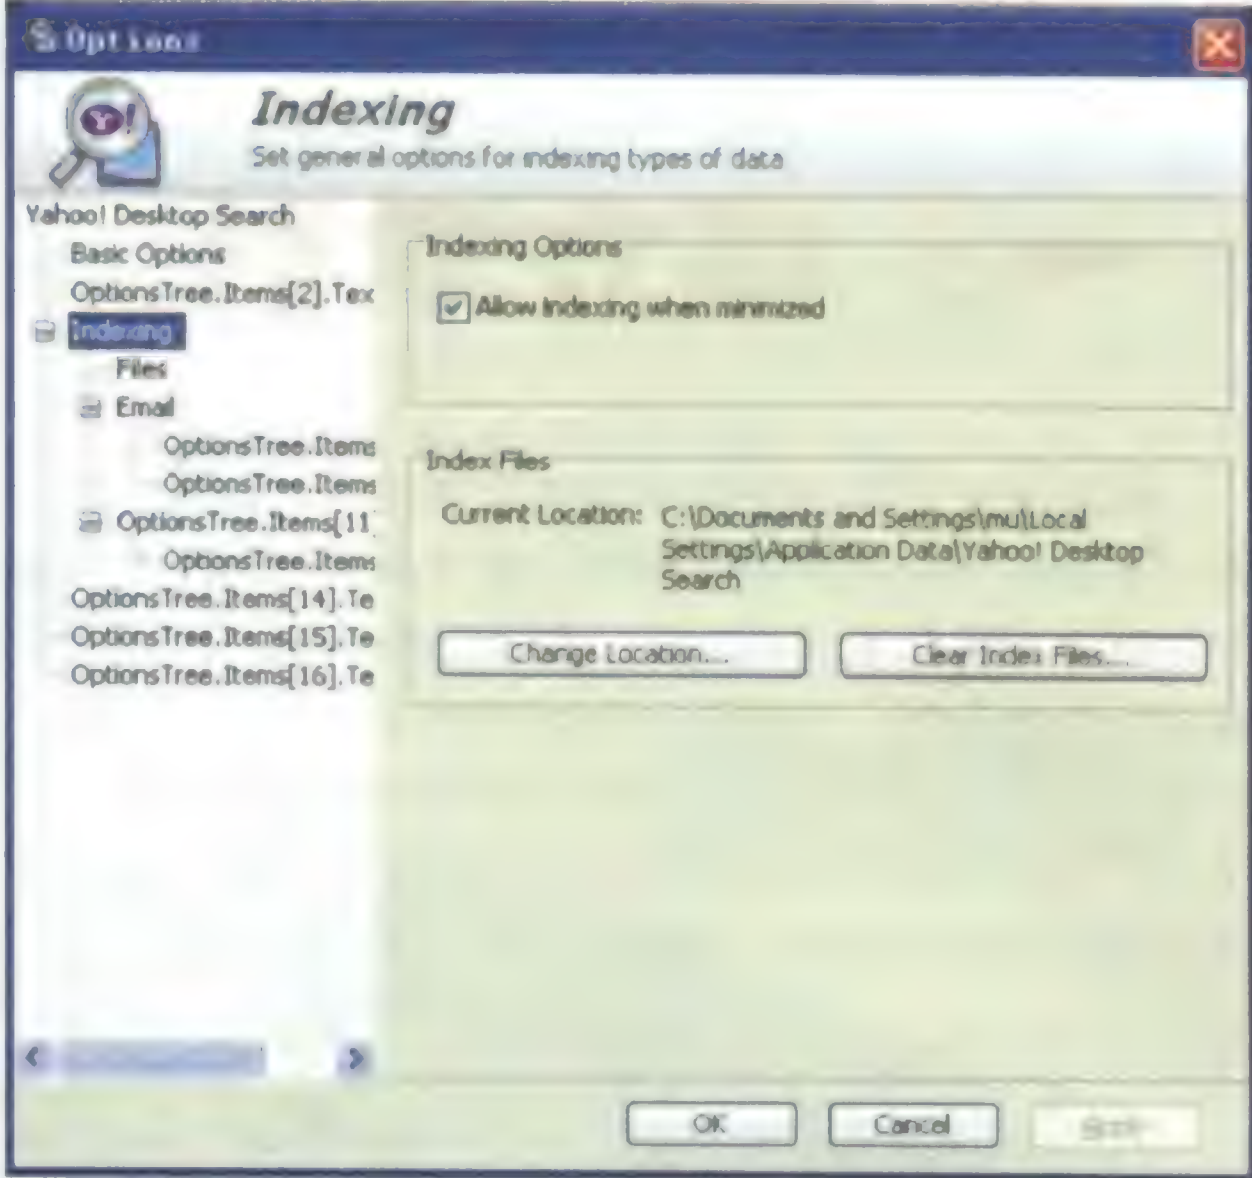 Options
Indexing
Set general options for indexing types of data
Yahoo! Desktop Search
Basic Options
OptionsTree.Items[2].Tex
Indexing
Files
Email
OptionsTree.Items
OptionsTree.Items
OptionsTree.Items[11]
OptionsTree.Items
OptionsTree.Items[14].Te
OptionsTree.Items[15].Te
OptionsTree.Items[16].Te
Indexing Options
Allow indexing when minimized
Index Files
Current Location: C:\Documents and Settings\mu\Local
Settings\Application Data\Yahoo! Desktop
Search
Change Location...
Clear Index Files...
OK
Cancel